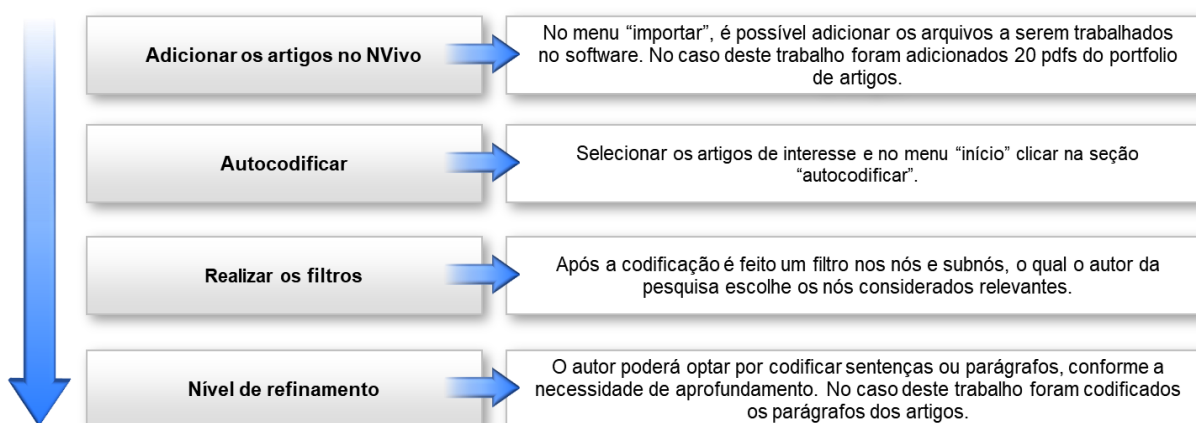 Adicionar os artigos no NVivo
No menu “importar”, é possível adicionar os arquivos a serem trabalhados
no software. No caso deste trabalho foram adicionados 20 pdfs do portfolio
de artigos.
Autocodificar
Selecionar os artigos de interesse e no menu “início” clicar na seção
“autocodificar”.
Realizar os filtros
Após a codificação é feito um filtro nos nós e subnós, o qual o autor da
pesquisa escolhe os nós considerados relevantes.
Nível de refinamento
O autor poderá optar por codificar sentenças ou parágrafos, conforme a
necessidade de aprofundamento. No caso deste trabalho foram codificados
os parágrafos dos artigos.